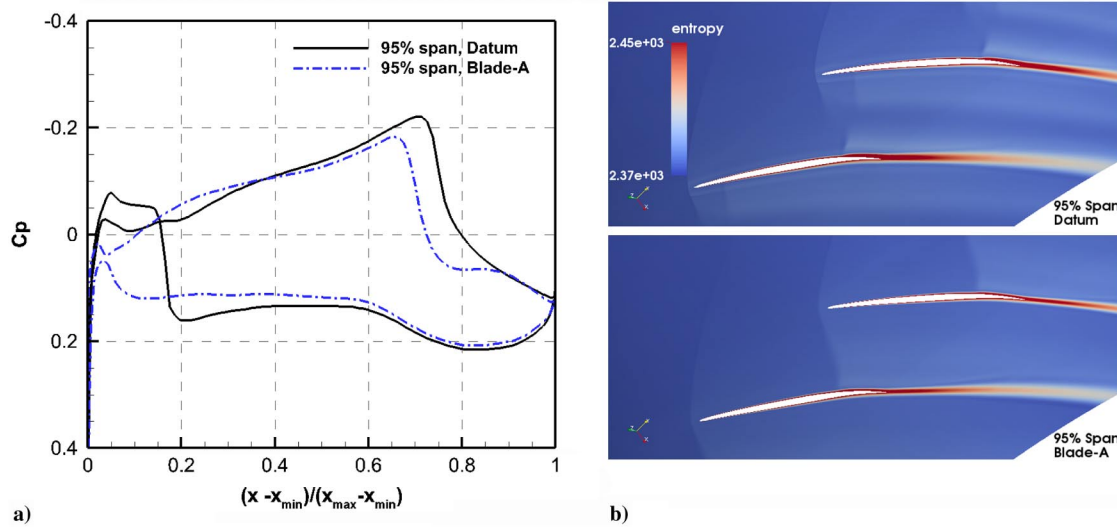 -0.4
-0.2
0
0.2
0.4
Cp
95% span, Datum
95% span, Blade-A
0 0.2 0.4 0.6 0.8 1
(x -xmin)/(xmax-xmin)
a)
entropy
2.45e+03
2.37e+03
z
x
95% Span
Datum
z
x
95% Span
Blade-A
b)